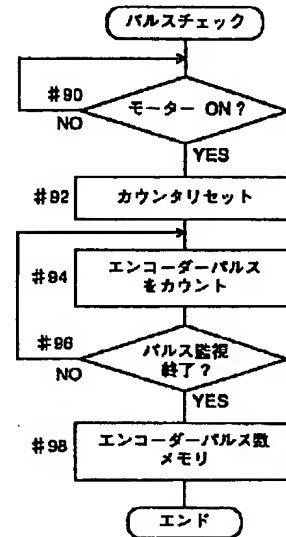 パルスチェック
#90
モーター ON?
NO
YES
#92
カウンタリセット
#94
エンコーダーパルス
をカウント
#96
パルス監視
終了?
NO
YES
#98
エンコーダーパルス数
メモリ
エンド